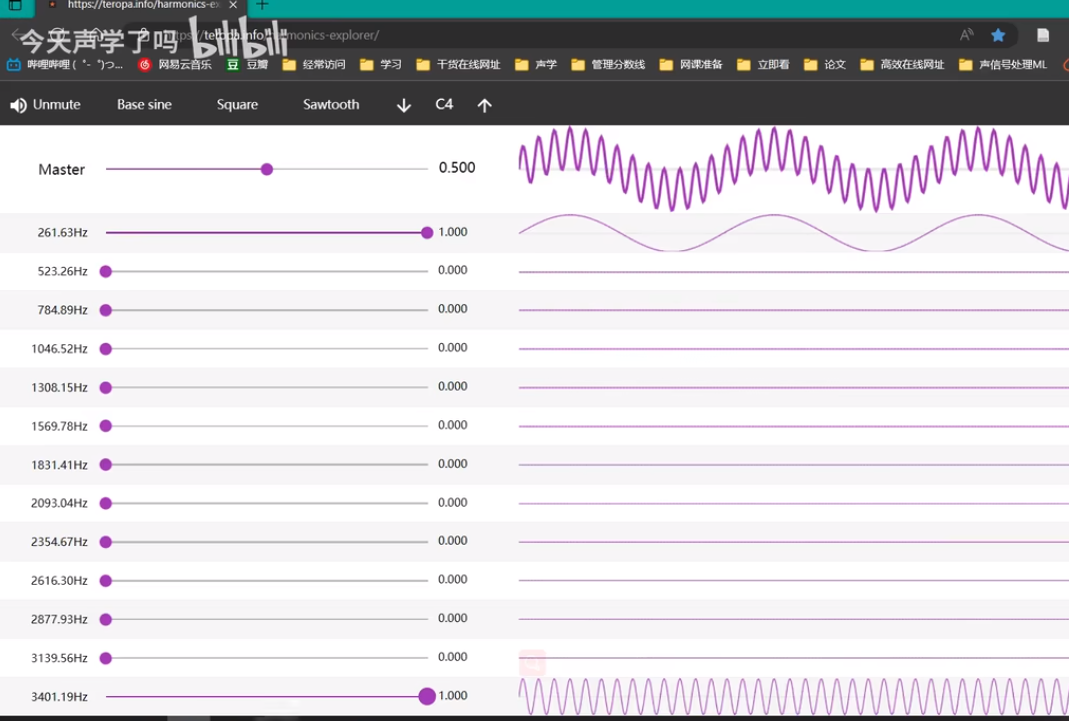 https://teropa.info/harmonics-ex
今天声学了吗 bilibili
https://teropa.info/harmonics-explorer/
哔哩哔哩 ( ゜- ゜)つ... 网易云音乐 豆瓣 经常访问 学习 干货在线网址 声学 管理分数线 网课准备 立即看 论文 高效在线网址 声信号处理ML
Unmute Base sine Square Sawtooth ↓ C4 ↑
Master 0.500
261.63Hz 1.000
523.26Hz 0.000
784.89Hz 0.000
1046.52Hz 0.000
1308.15Hz 0.000
1569.78Hz 0.000
1831.41Hz 0.000
2093.04Hz 0.000
2354.67Hz 0.000
2616.30Hz 0.000
2877.93Hz 0.000
3139.56Hz 0.000
3401.19Hz 1.000